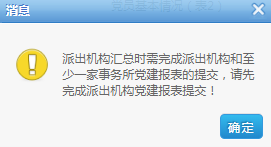 消息
派出机构汇总时需完成派出机构和至
少一家事务所党建报表的提交，请先
完成派出机构党建报表提交！
确定